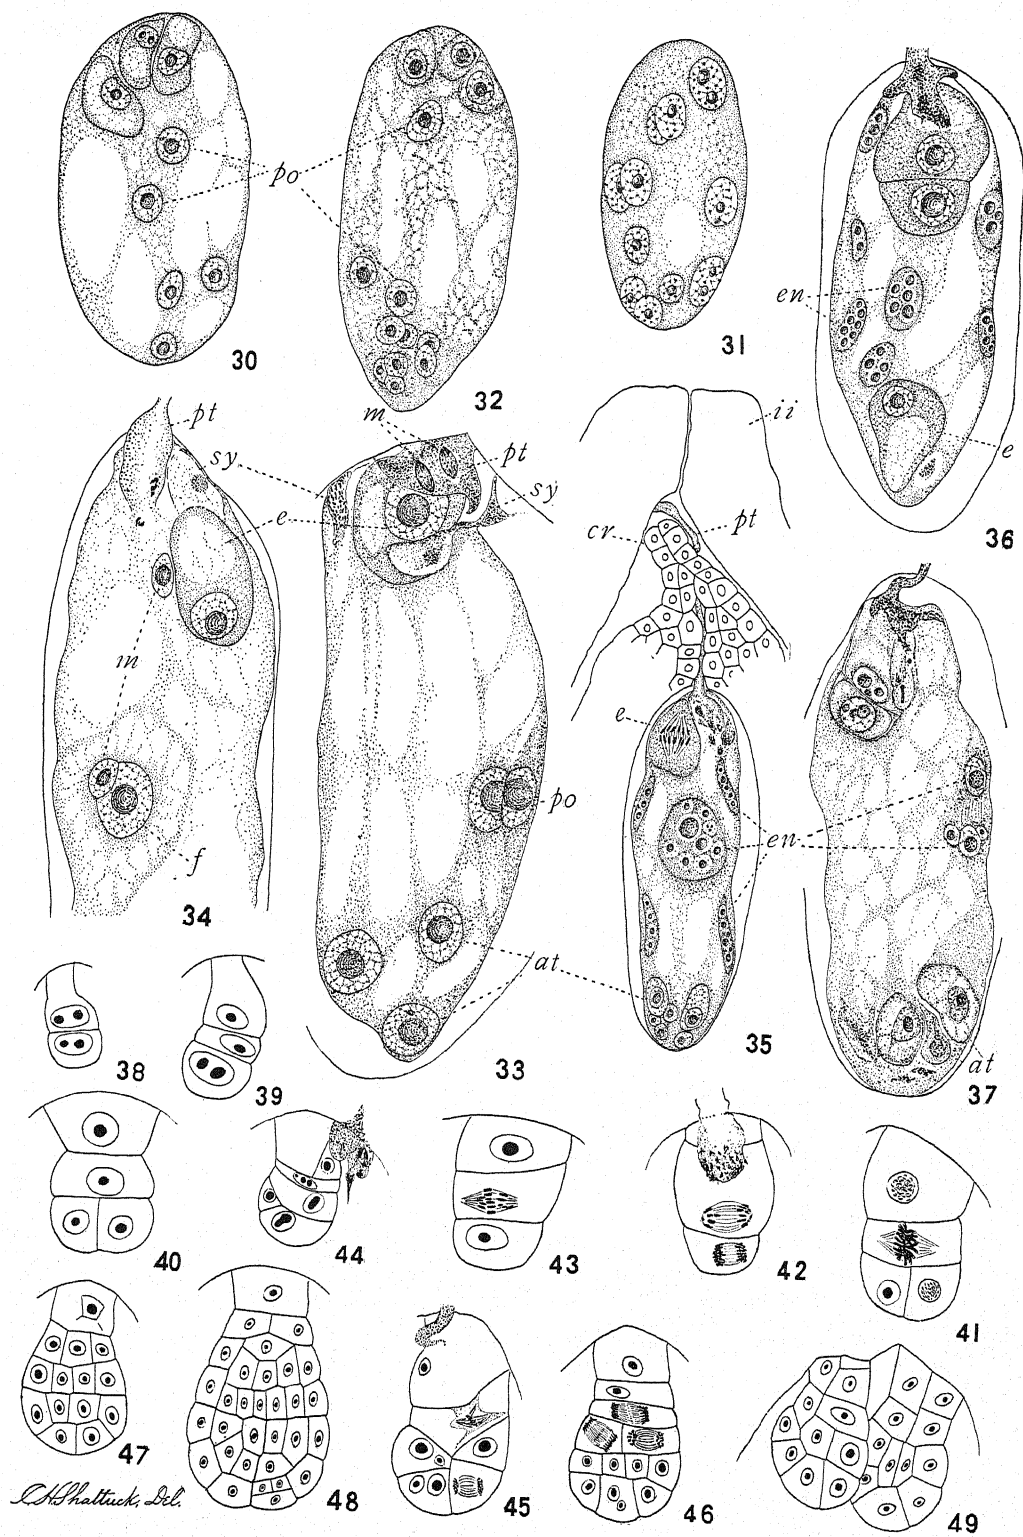 po
30
32
31
en
e
36
pt
sy
e
m
f
34
m
pt
sy
po
at
33
ii
cr
pt
e
en
35
at
37
38
39
40
44
43
42
41
47
48
45
46
49
C H Shattuck, Del.